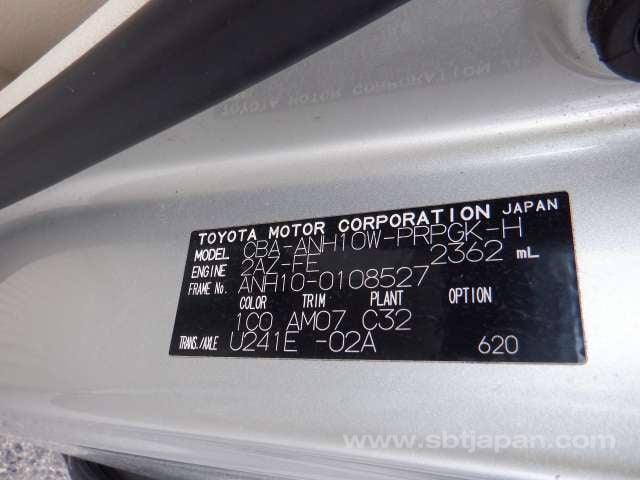 TOYOTA MOTOR CORPORATION JAPAN
MODEL CBA-ANH10W-PRPGK-H
ENGINE 2AZ-FE 2362 mL
FRAME No. ANH10-0108527
COLOR TRIM PLANT OPTION
1C0 AM07 C32
TRANS./AXLE U241E -02A 620
www.sbtjapan.com